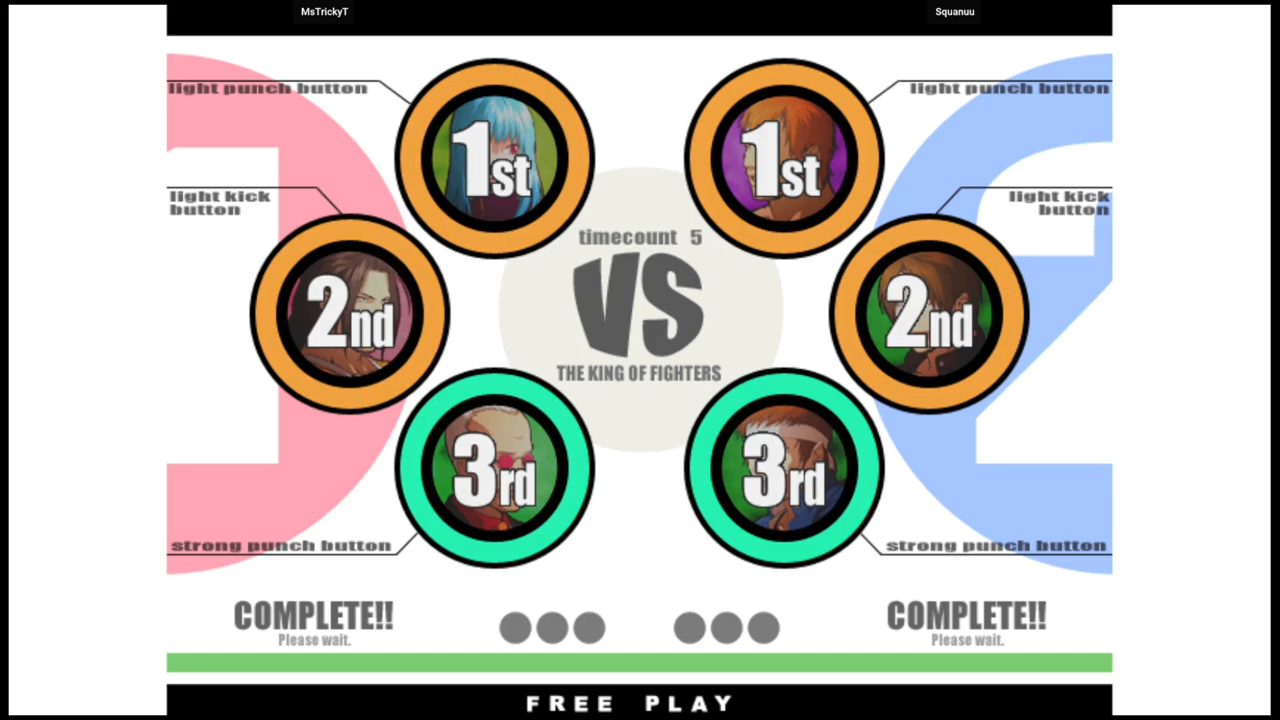 MsTrickyT
Squanuu
light punch button
light punch button
1st
1st
light kick
button
light kick
button
1
2
timecount 5
2nd
VS
2nd
THE KING OF FIGHTERS
3rd
3rd
strong punch button
strong punch button
COMPLETE!!
Please wait.
COMPLETE!!
Please wait.
FREE PLAY